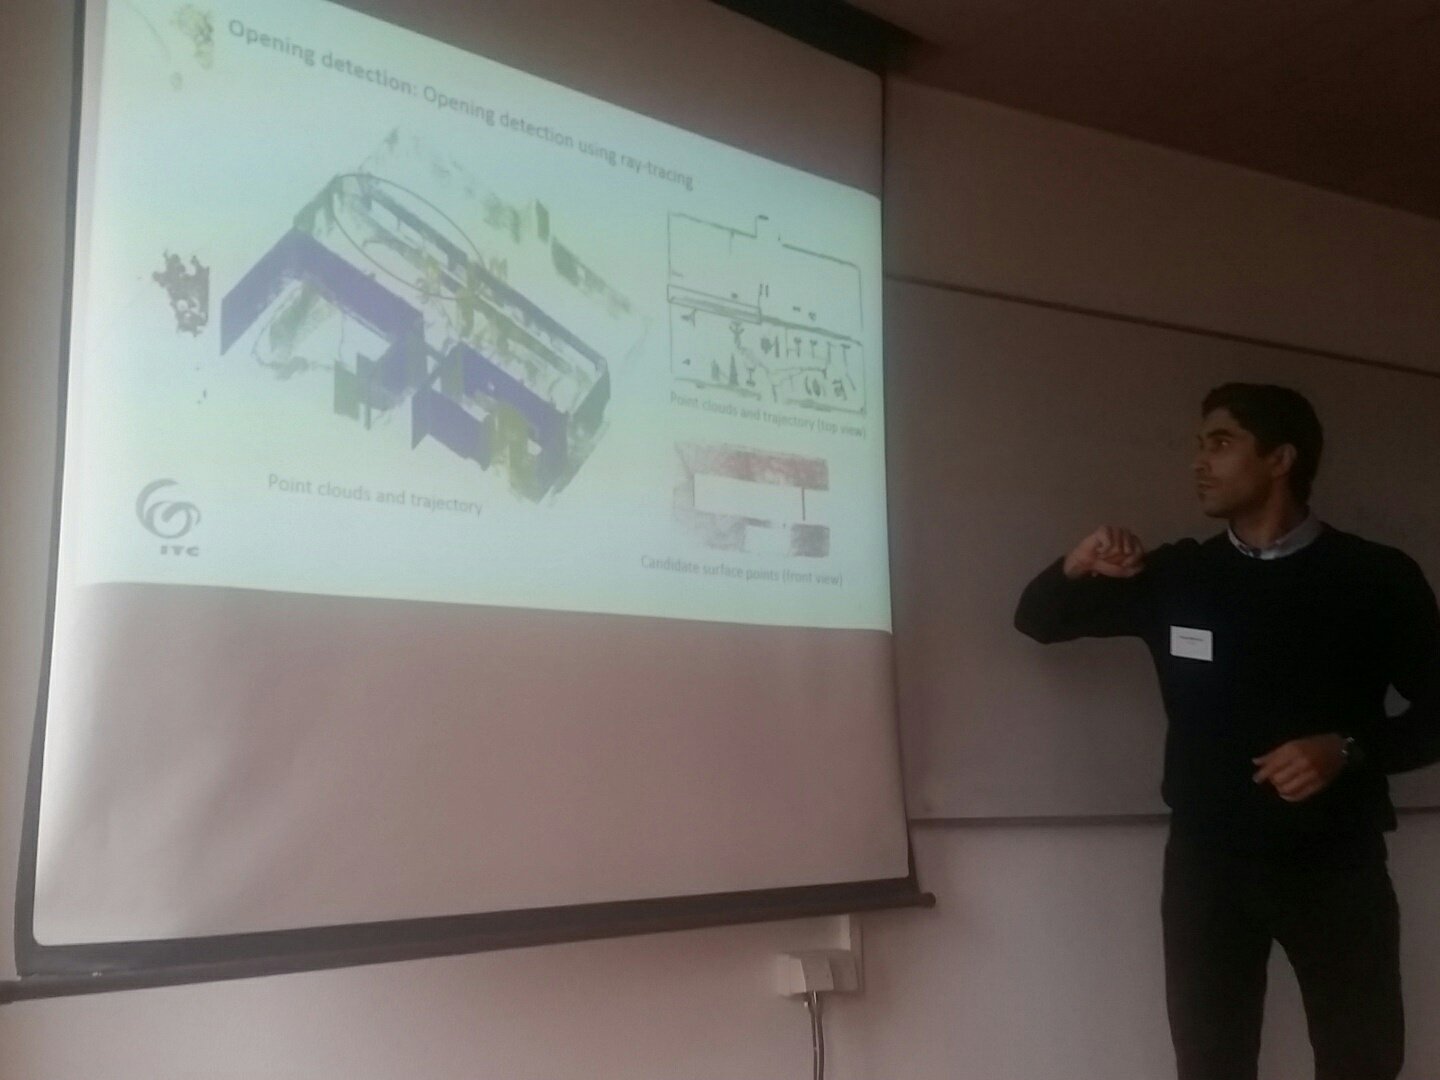 Opening detection: Opening detection using ray-tracing
Point clouds and trajectory (top view)
Point clouds and trajectory
ITC
Candidate surface points (front view)